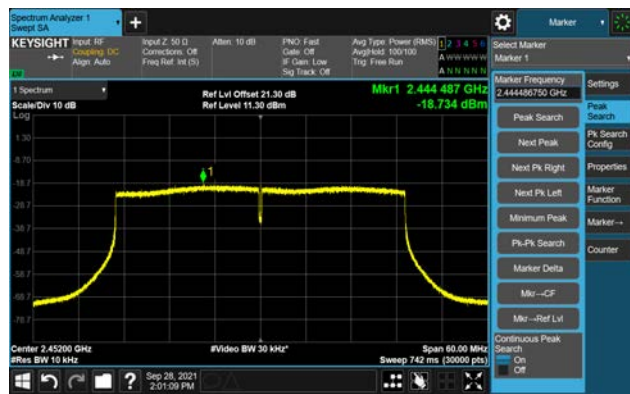 Spectrum Analyzer 1
Swept SA
Marker
KEYSIGHT
Input: RF
Coupling: DC
Align: Auto
Input Z: 50 Ω
Corrections: Off
Freq Ref: Int (S)
Atten: 10 dB
PNO: Fast
Gate: Off
IF Gain: Low
Sig Track: Off
Avg Type: Power (RMS)
Avg|Hold: 100/100
Trig: Free Run
1 2 3 4 5 6
A W W W W W
A N N N N N
1 Spectrum
Scale/Div 10 dB
Log
Ref Lvl Offset 21.30 dB
Ref Level 11.30 dBm
Mkr1 2.444 487 GHz
-18.734 dBm
1
1.30
-8.70
-18.7
-28.7
-38.7
-48.7
-58.7
-68.7
-78.7
Center 2.45200 GHz
#Res BW 10 kHz
#Video BW 30 kHz*
Span 60.00 MHz
Sweep 742 ms (30000 pts)
Sep 28, 2021
2:01:09 PM
Select Marker
Marker 1
Marker Frequency
2.444486750 GHz
Peak Search
Next Peak
Next Pk Right
Next Pk Left
Minimum Peak
Pk-Pk Search
Marker Delta
Mkr→CF
Mkr→Ref Lvl
Continuous Peak
Search
On
Off
Settings
Peak
Search
Pk Search
Config
Properties
Marker
Function
Marker→
Counter